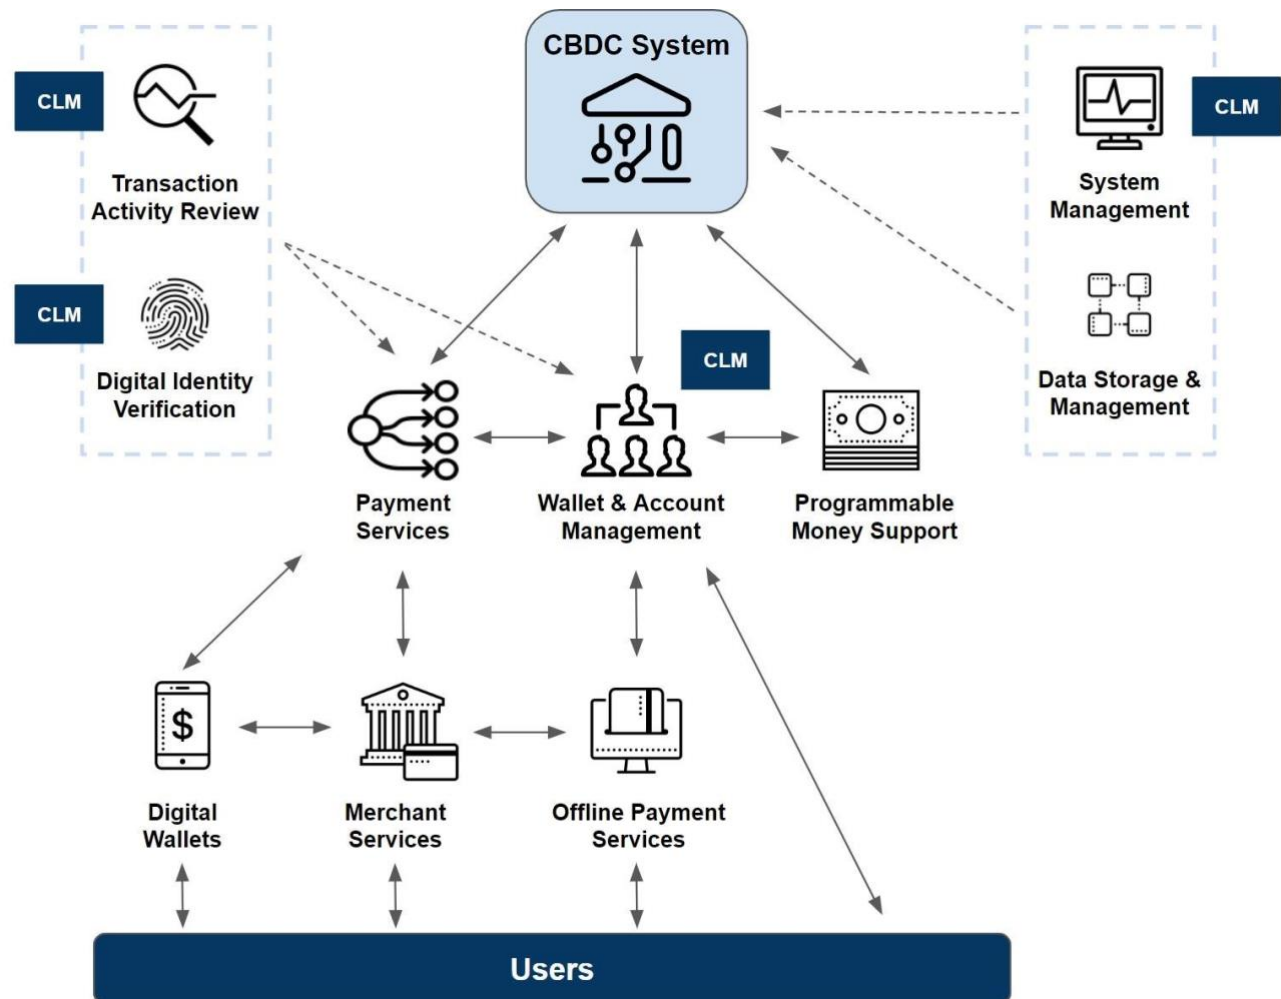 CBDC System
CLM
Transaction
Activity Review
CLM
Digital Identity
Verification
CLM
System
Management
Data Storage &
Management
CLM
Payment
Services
Wallet & Account
Management
Programmable
Money Support
$
Digital
Wallets
Merchant
Services
Offline Payment
Services
Users